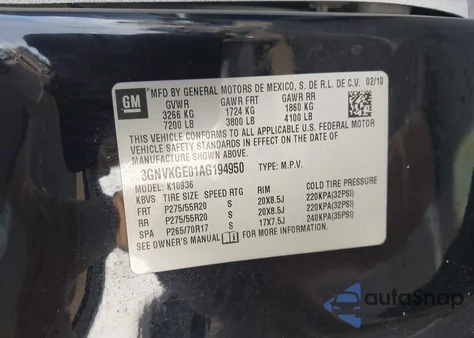 GM
MFD BY GENERAL MOTORS DE MEXICO, S. DE R.L. DE C.V. 02/10
GVWR GAWR FRT GAWR RR
3266 KG 1724 KG 1860 KG
7200 LB 3800 LB 4100 LB
THIS VEHICLE CONFORMS TO ALL APPLICABLE U.S. FEDERAL MOTOR
VEHICLE SAFETY STANDARDS IN EFFECT ON THE DATE OF
MANUFACTURE SHOWN ABOVE.
3GNVKGE01AG194950 TYPE: M.P.V.
MODEL: K10936
KBVS TIRE SIZE SPEED RTG RIM COLD TIRE PRESSURE
FRT P275/55R20 S 20X8.5J 220KPA(32PSI)
RR P275/55R20 S 20X8.5J 220KPA(32PSI)
SPA P265/70R17 S 17X7.5J 240KPA(35PSI)
SEE OWNER'S MANUAL FOR MORE INFORMATION.
autoSnap